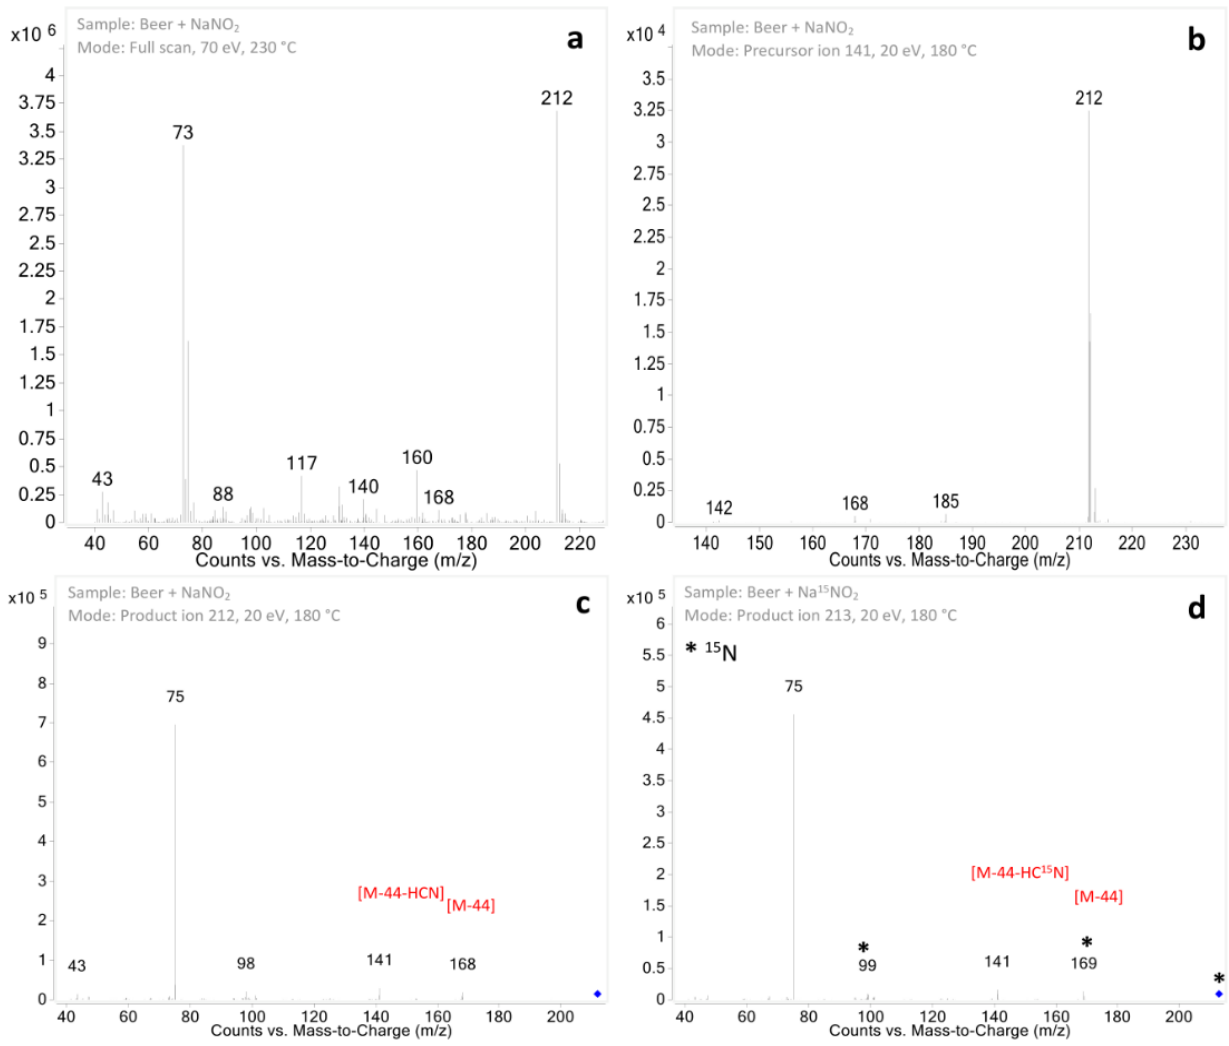 Sample: Beer + NaNO₂
Mode: Full scan, 70 eV, 230 °C
a
x10 ⁶
4
3.75
3.5
3.25
3
2.75
2.5
2.25
2
1.75
1.5
1.25
1
0.75
0.5
0.25
0
212
73
43
88
117
140
160
168
40 60 80 100 120 140 160 180 200 220
Counts vs. Mass-to-Charge (m/z)
Sample: Beer + NaNO₂
Mode: Precursor ion 141, 20 eV, 180 °C
b
x10 ⁴
3.5
3.25
3
2.75
2.5
2.25
2
1.75
1.5
1.25
1
0.75
0.5
0.25
0
212
142
168
185
140 150 160 170 180 190 200 210 220 230
Counts vs. Mass-to-Charge (m/z)
Sample: Beer + NaNO₂
Mode: Product ion 212, 20 eV, 180 °C
c
x10 ⁵
9
8
7
6
5
4
3
2
1
0
75
[M-44-HCN]
[M-44]
43
98
141
168
40 60 80 100 120 140 160 180 200
Counts vs. Mass-to-Charge (m/z)
Sample: Beer + Na¹⁵NO₂
Mode: Product ion 213, 20 eV, 180 °C
d
x10 ⁵
* ¹⁵N
6
5.5
5
4.5
4
3.5
3
2.5
2
1.5
1
0.5
0
75
[M-44-HC¹⁵N]
[M-44]
*
99
141
*
169
*
40 60 80 100 120 140 160 180 200
Counts vs. Mass-to-Charge (m/z)